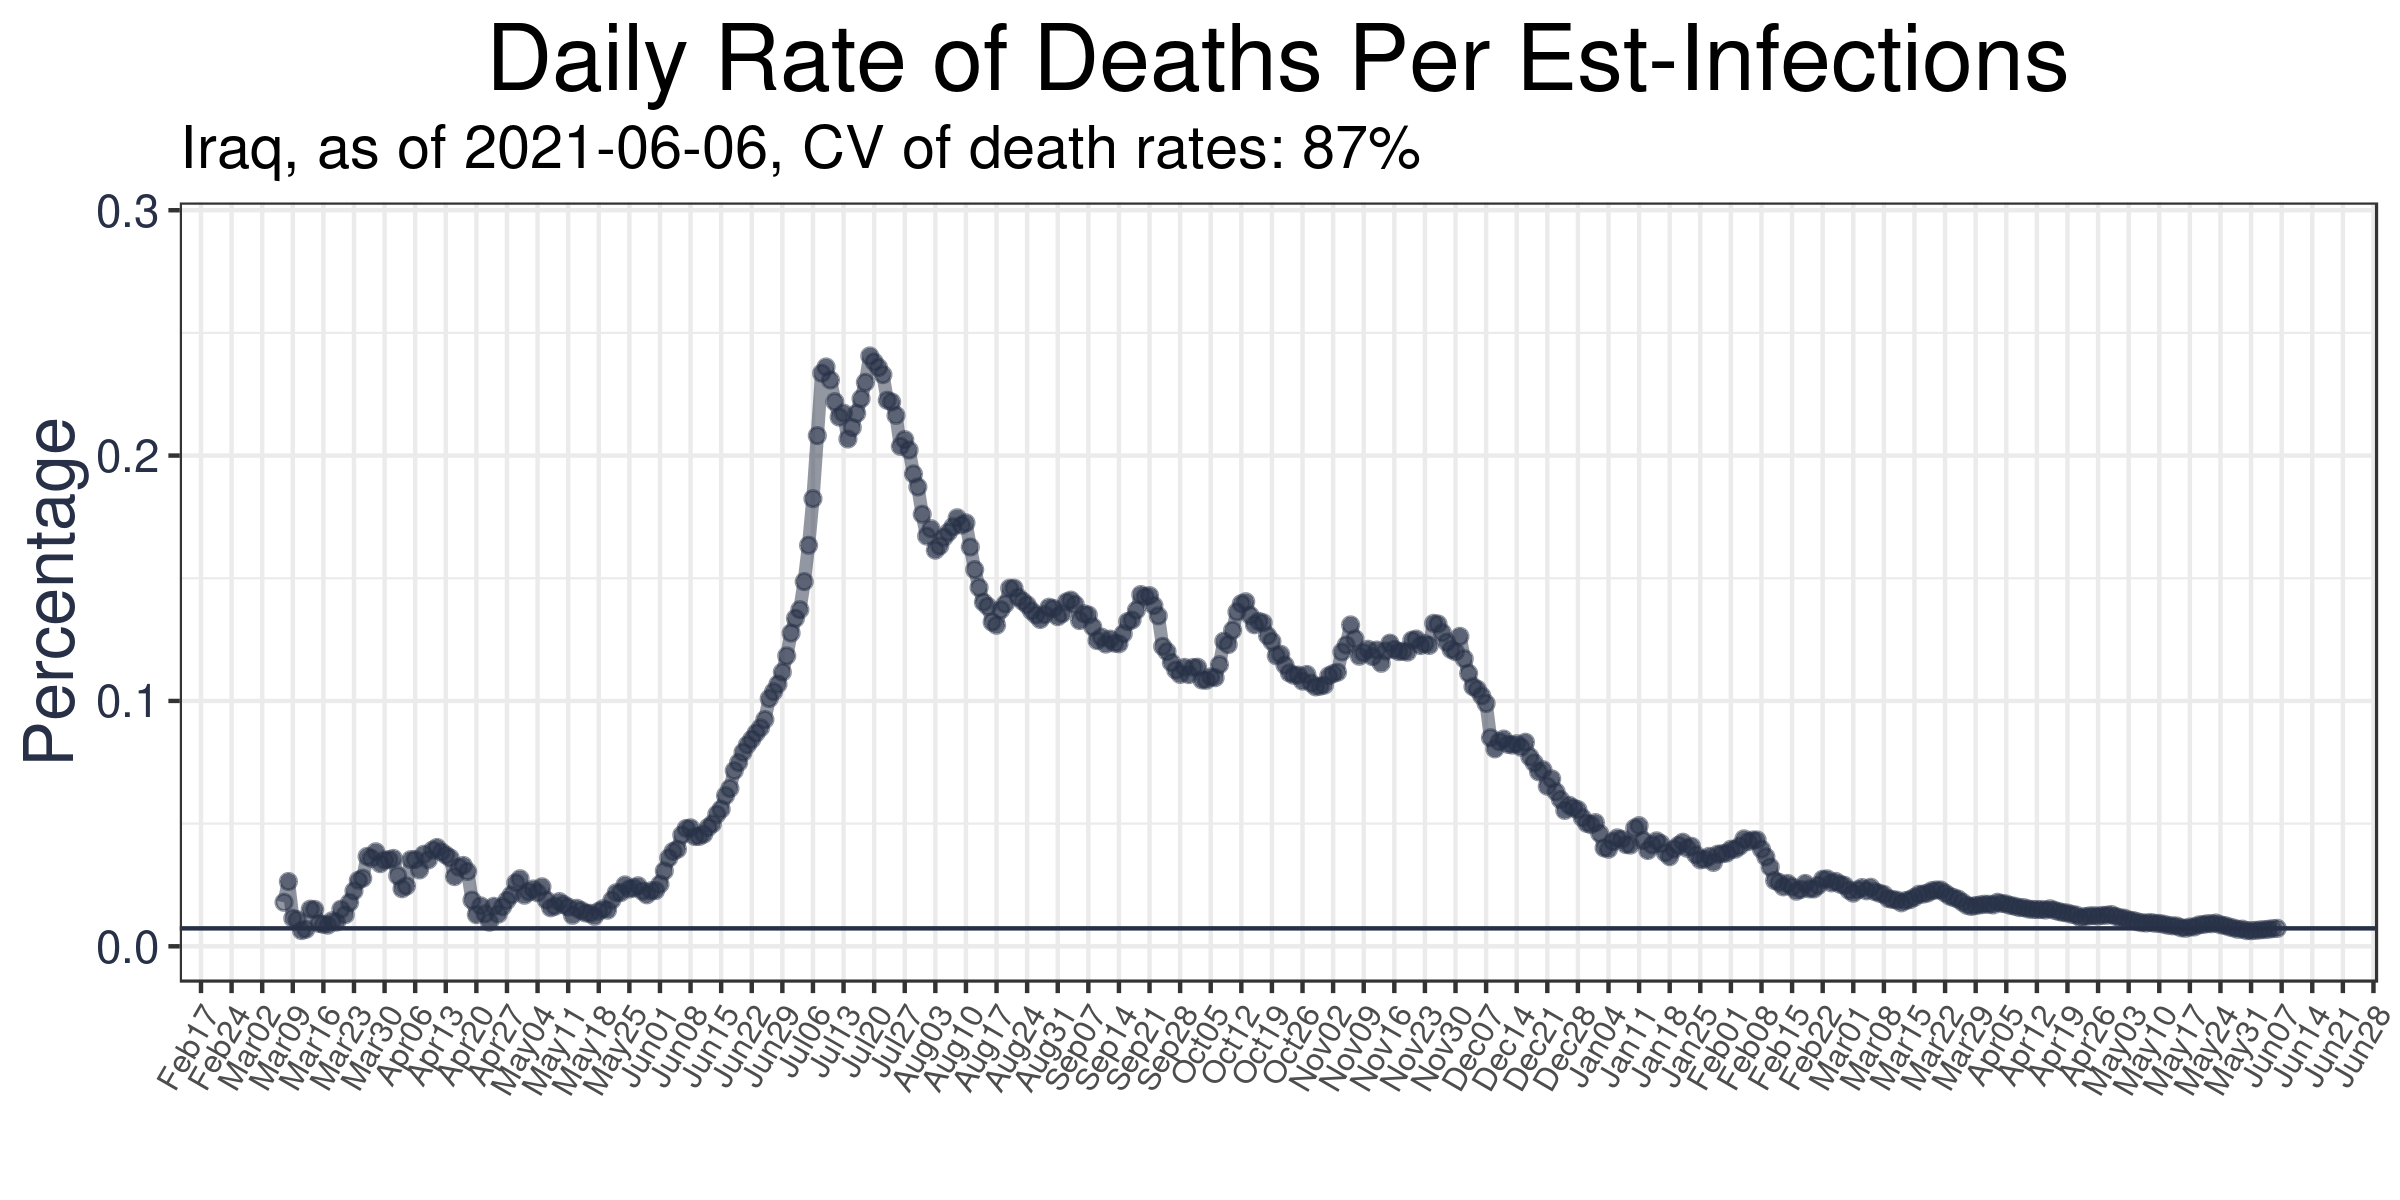 Daily Rate of Deaths Per Est-Infections
Iraq, as of 2021-06-06, CV of death rates: 87%
Percentage
0.3
0.2
0.1
0.0
Feb17
Feb24
Mar02
Mar09
Mar16
Mar23
Mar30
Apr06
Apr13
Apr20
Apr27
May04
May11
May18
May25
Jun01
Jun08
Jun15
Jun22
Jun29
Jul06
Jul13
Jul20
Jul27
Aug03
Aug10
Aug17
Aug24
Aug31
Sep07
Sep14
Sep21
Sep28
Oct05
Oct12
Oct19
Oct26
Nov02
Nov09
Nov16
Nov23
Nov30
Dec07
Dec14
Dec21
Dec28
Jan04
Jan11
Jan18
Jan25
Feb01
Feb08
Feb15
Feb22
Mar01
Mar08
Mar15
Mar22
Mar29
Apr05
Apr12
Apr19
Apr26
May03
May10
May17
May24
May31
Jun07
Jun14
Jun21
Jun28